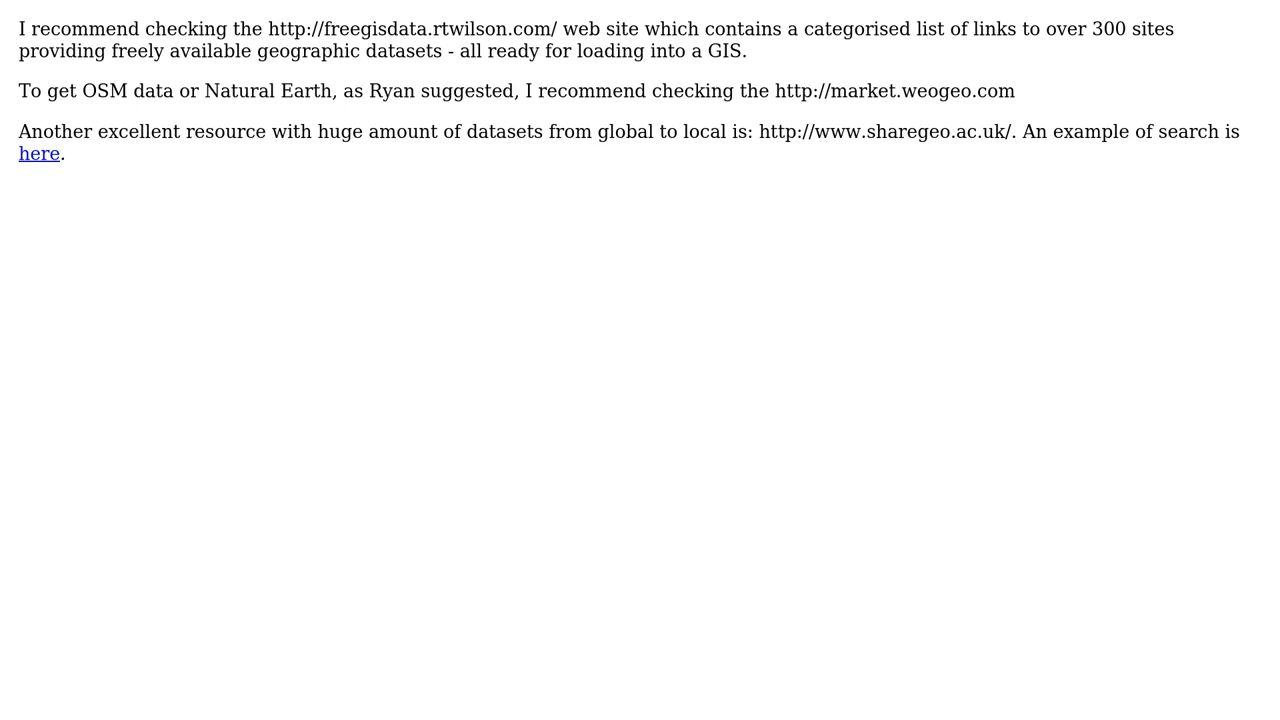 I recommend checking the http://freegisdata.rtwilson.com/ web site which contains a categorised list of links to over 300 sites
providing freely available geographic datasets - all ready for loading into a GIS.
To get OSM data or Natural Earth, as Ryan suggested, I recommend checking the http://market.weogeo.com
Another excellent resource with huge amount of datasets from global to local is: http://www.sharegeo.ac.uk/. An example of search is
here.